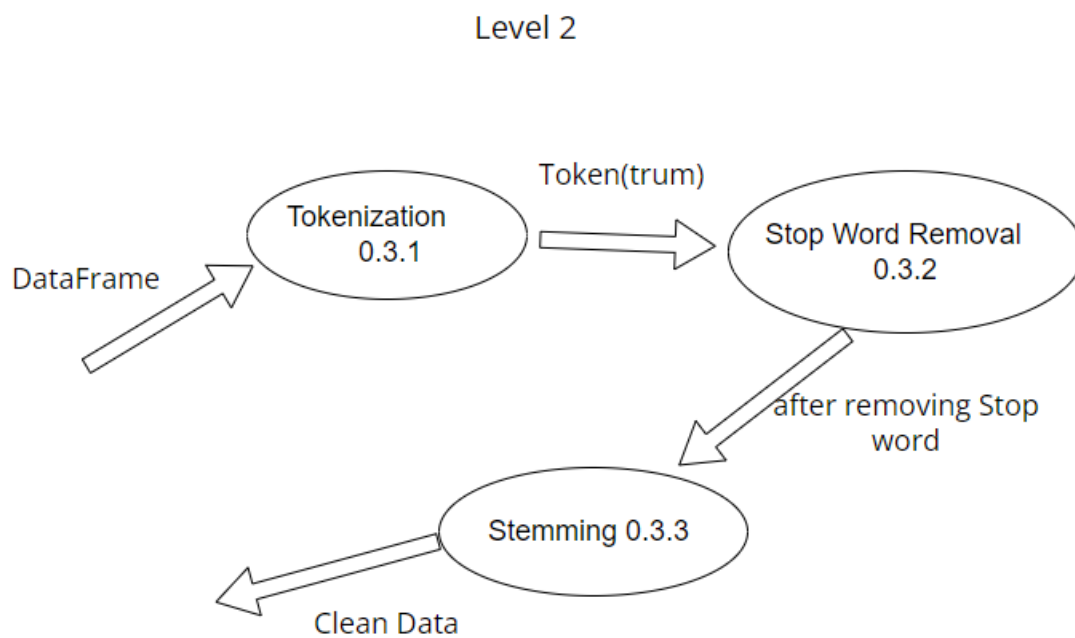 Level 2
DataFrame
Tokenization
0.3.1
Token(trum)
Stop Word Removal
0.3.2
after removing Stop
word
Stemming 0.3.3
Clean Data